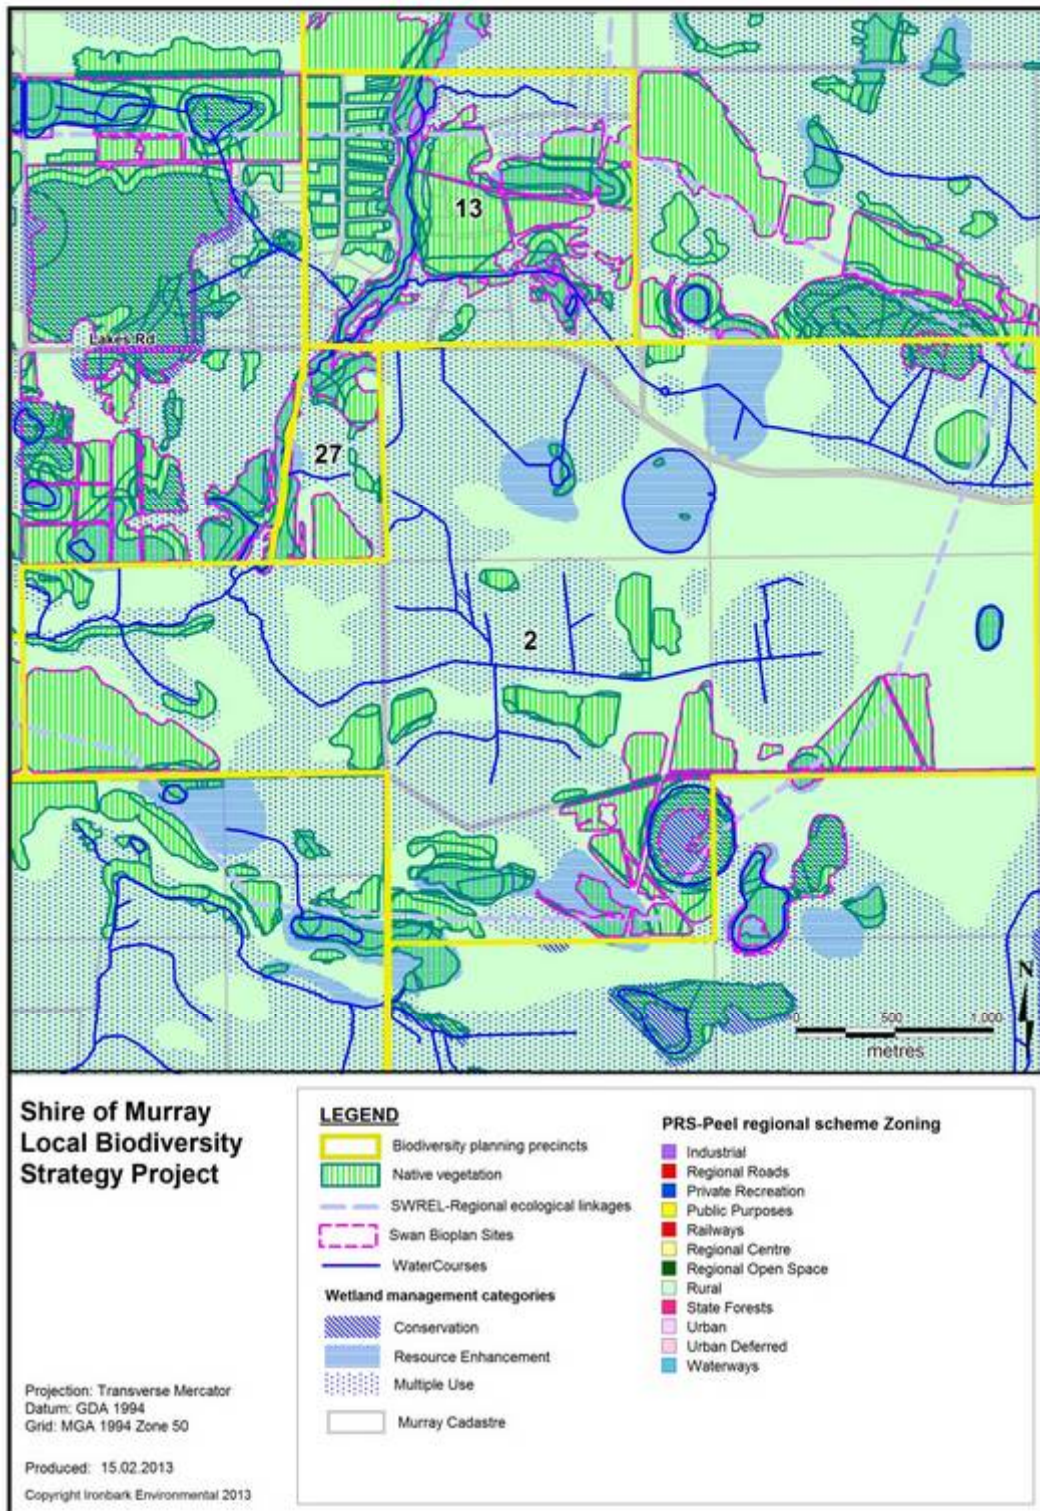 13
Lakes Rd
27
2
N
0 500 1,000
metres
Shire of Murray
Local Biodiversity
Strategy Project
Projection: Transverse Mercator
Datum: GDA 1994
Grid: MGA 1994 Zone 50
Produced: 15.02.2013
Copyright Ironbark Environmental 2013
LEGEND
Biodiversity planning precincts
Native vegetation
SWREL-Regional ecological linkages
Swan Bioplan Sites
WaterCourses
Wetland management categories
Conservation
Resource Enhancement
Multiple Use
Murray Cadastre
PRS-Peel regional scheme Zoning
Industrial
Regional Roads
Private Recreation
Public Purposes
Railways
Regional Centre
Regional Open Space
Rural
State Forests
Urban
Urban Deferred
Waterways